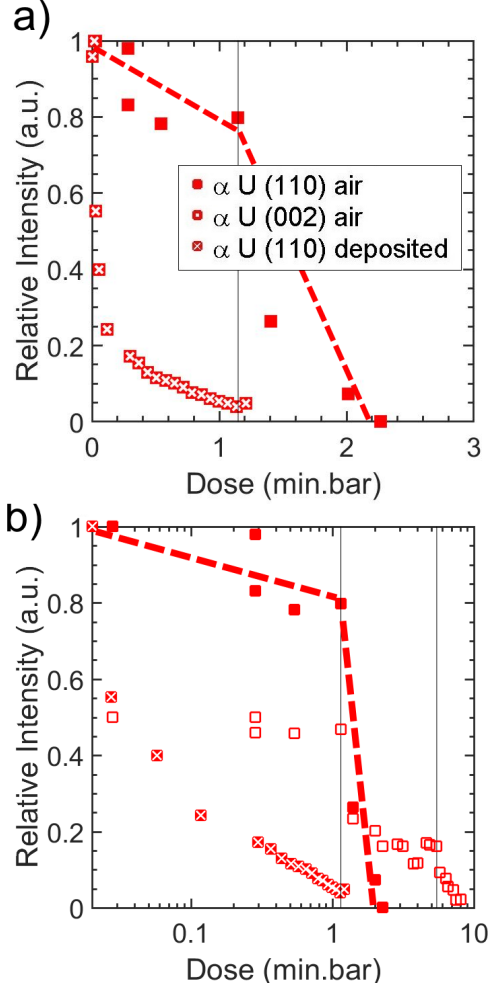 a)
1
0.8
0.6
0.4
0.2
0
Relative Intensity (a.u.)
α U (110) air
α U (002) air
α U (110) deposited
0 1 2 3
Dose (min.bar)
b)
1
0.8
0.6
0.4
0.2
0
Relative Intensity (a.u.)
0.1 1 10
Dose (min.bar)